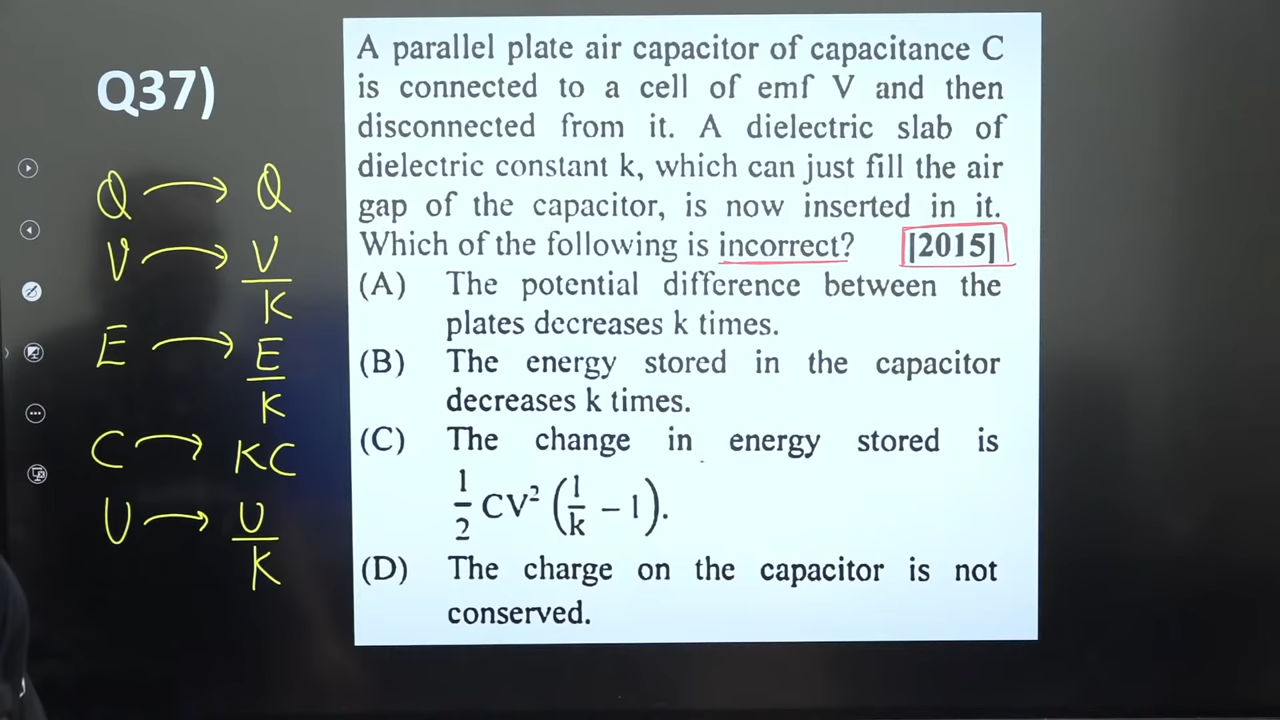 Q37)
Q → Q
V → V/K
E → E/K
C → KC
U → U/K
A parallel plate air capacitor of capacitance C
is connected to a cell of emf V and then
disconnected from it. A dielectric slab of
dielectric constant k, which can just fill the air
gap of the capacitor, is now inserted in it.
Which of the following is incorrect? [2015]
(A) The potential difference between the
plates decreases k times.
(B) The energy stored in the capacitor
decreases k times.
(C) The change in energy stored is
1/2 CV² (1/k − 1).
(D) The charge on the capacitor is not
conserved.